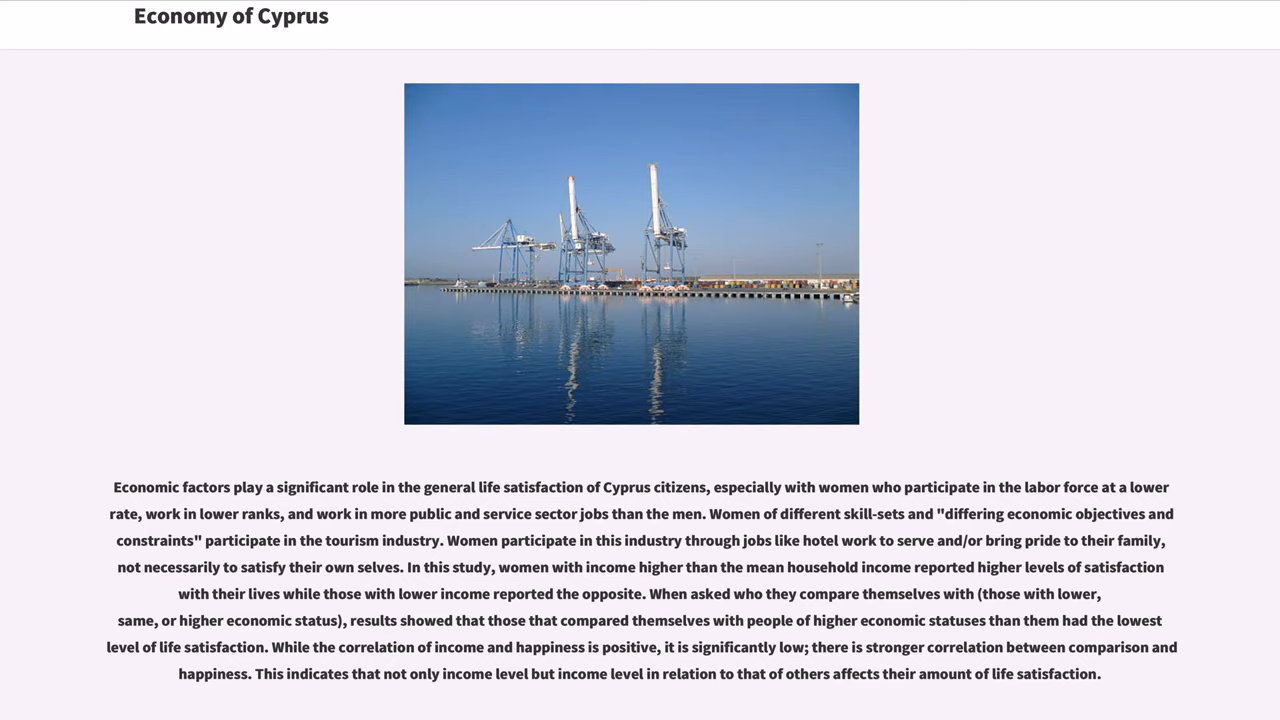 Economy of Cyprus
Economic factors play a significant role in the general life satisfaction of Cyprus citizens, especially with women who participate in the labor force at a lower
rate, work in lower ranks, and work in more public and service sector jobs than the men. Women of different skill-sets and "differing economic objectives and
constraints" participate in the tourism industry. Women participate in this industry through jobs like hotel work to serve and/or bring pride to their family,
not necessarily to satisfy their own selves. In this study, women with income higher than the mean household income reported higher levels of satisfaction
with their lives while those with lower income reported the opposite. When asked who they compare themselves with (those with lower,
same, or higher economic status), results showed that those that compared themselves with people of higher economic statuses than them had the lowest
level of life satisfaction. While the correlation of income and happiness is positive, it is significantly low; there is stronger correlation between comparison and
happiness. This indicates that not only income level but income level in relation to that of others affects their amount of life satisfaction.